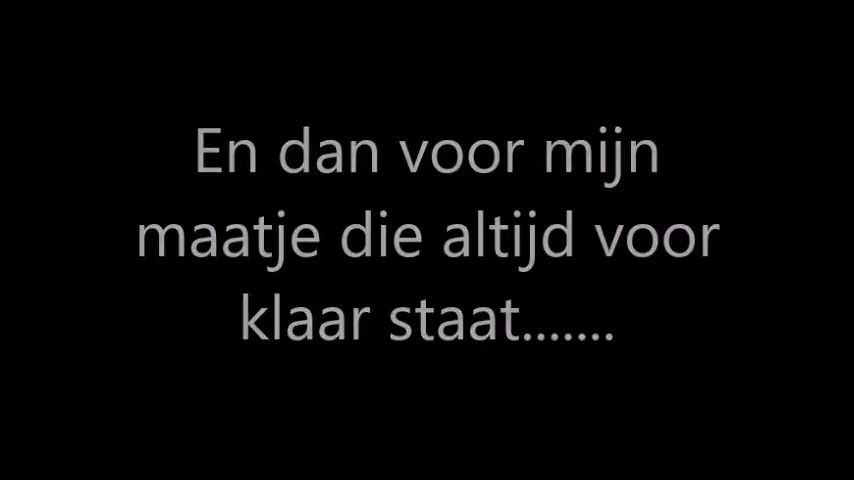 En dan voor mijn
maatje die altijd voor
klaar staat.......